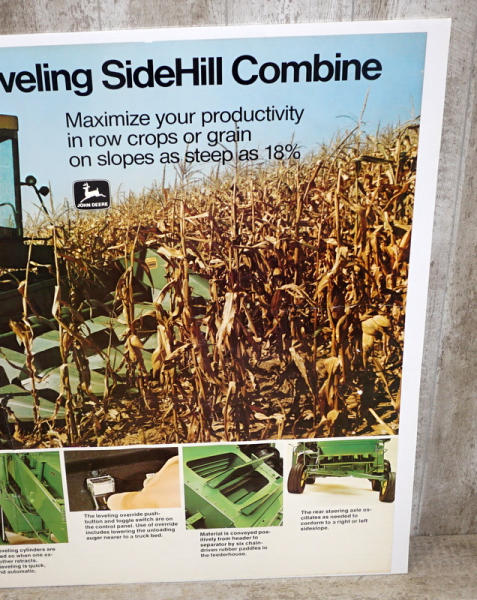 veling SideHill Combine
Maximize your productivity
in row crops or grain
on slopes as steep as 18%
JOHN DEERE
The leveling override push-
button and toggle switch are on
the control panel. Use of override
includes lowering the unloading
auger nearer to a truck bed.
Material is conveyed pos-
itively from header to
separator by six chain-
driven rubber paddles in
the feederhouse.
The rear steering axle os-
cillates as needed to
conform to a right or left
sideslope.
eveling cylinders are
ed so when one ex-
other retracts.
leveling is quick,
and automatic.